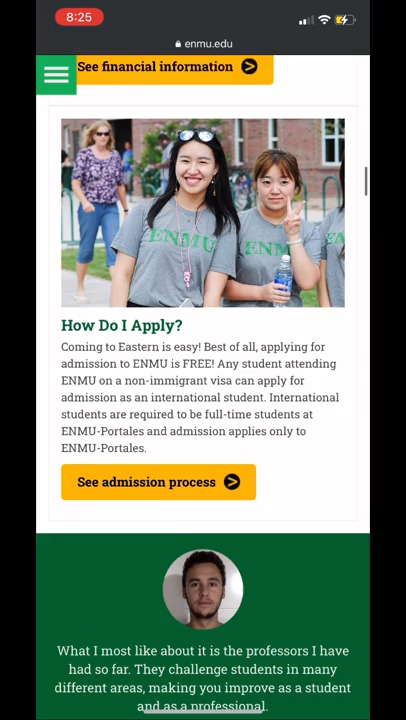 8:25
enmu.edu
See financial information
ENMU
ENMU
How Do I Apply?
Coming to Eastern is easy! Best of all, applying for
admission to ENMU is FREE! Any student attending
ENMU on a non-immigrant visa can apply for
admission as an international student. International
students are required to be full-time students at
ENMU-Portales and admission applies only to
ENMU-Portales.
See admission process
What I most like about it is the professors I have
had so far. They challenge students in many
different areas, making you improve as a student
and as a professional.